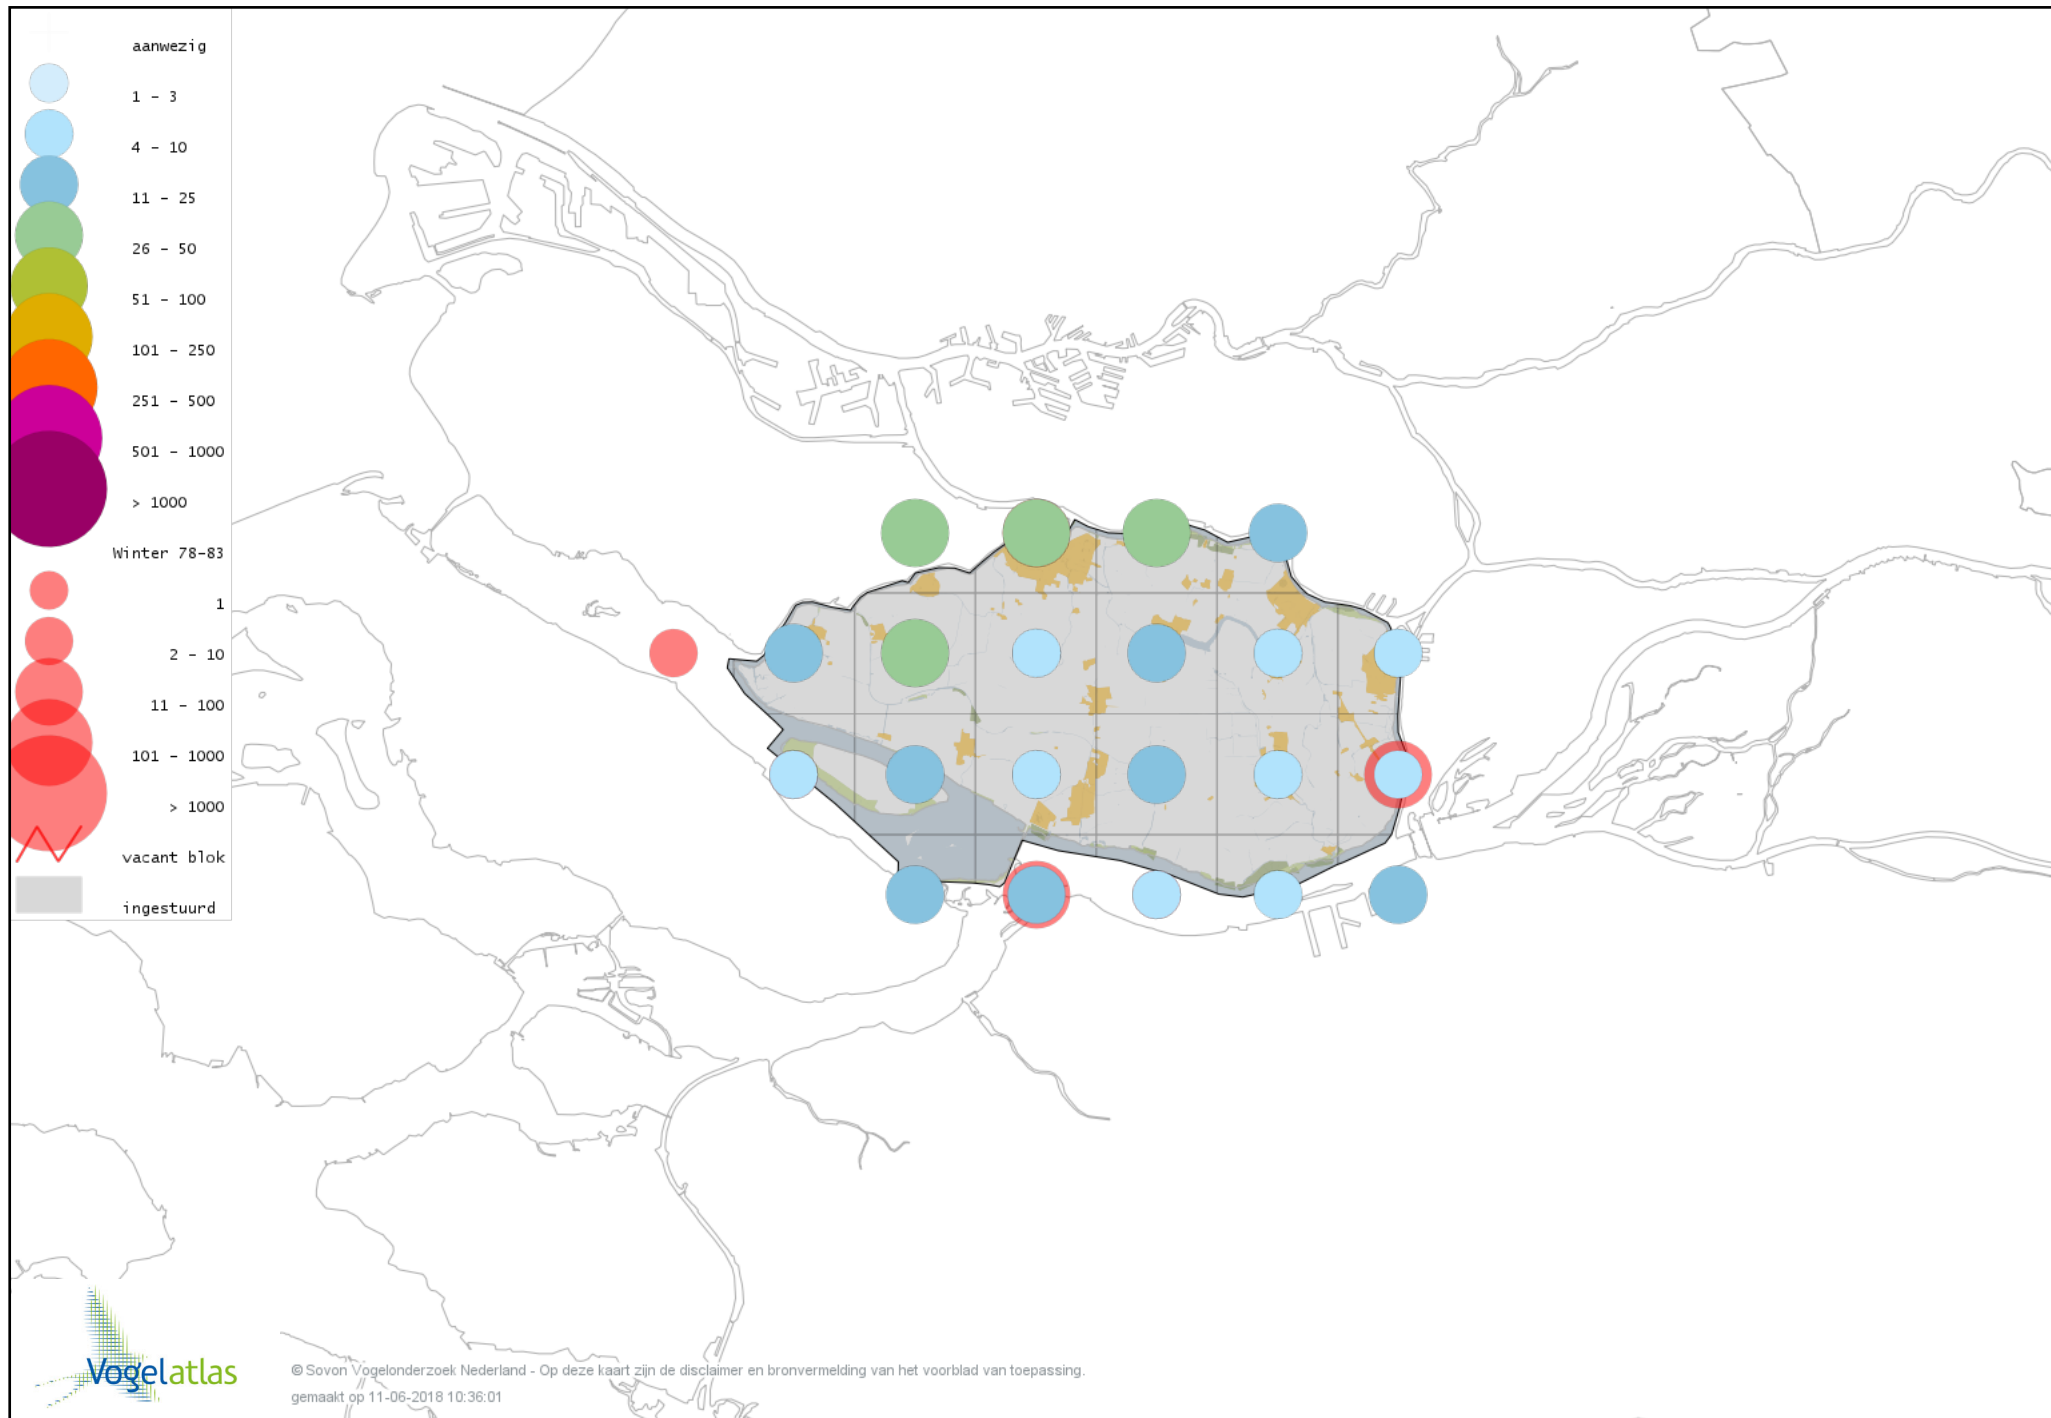 aanwezig
1 - 3
4 - 10
11 - 25
26 - 50
51 - 100
101 - 250
251 - 500
501 - 1000
> 1000
Winter 78-83
1
2 - 10
11 - 100
101 - 1000
> 1000
vacant blok
ingestuurd
Vogelatlas
© Sovon Vogelonderzoek Nederland - Op deze kaart zijn de disclaimer en bronvermelding van het voorblad van toepassing.
gemaakt op 11-06-2018 10:36:01